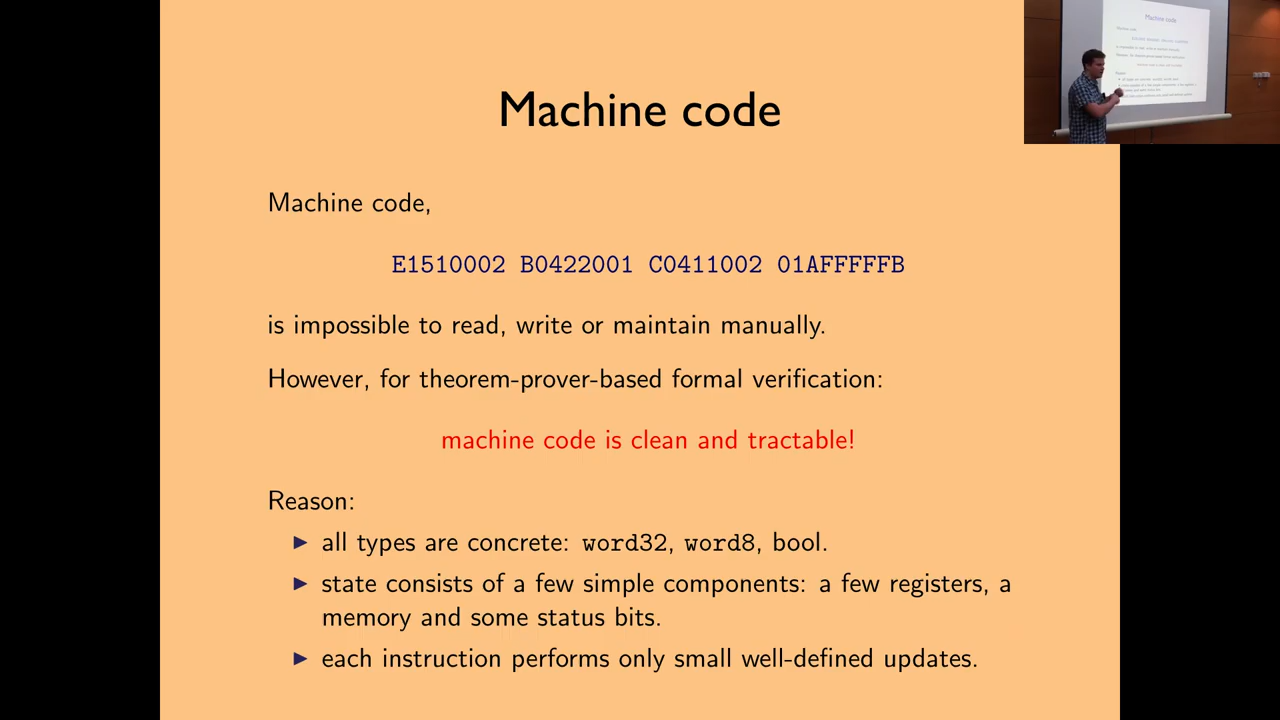 Machine code
Machine code,
E1510002 B0422001 C0411002 01AFFFFFB
is impossible to read, write or maintain manually.
However, for theorem-prover-based formal verification:
machine code is clean and tractable!
Reason:
▶ all types are concrete: word32, word8, bool.
▶ state consists of a few simple components: a few registers, a
memory and some status bits.
▶ each instruction performs only small well-defined updates.
Machine code